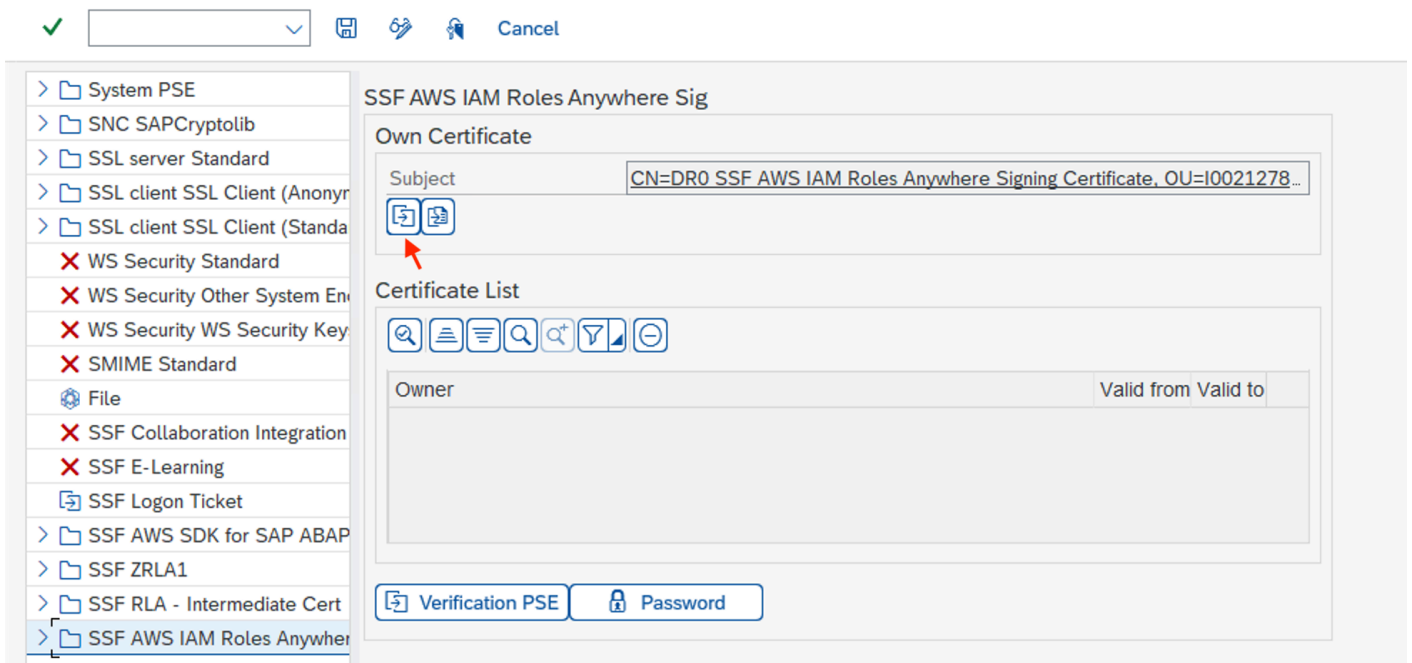 Cancel
System PSE
SNC SAPCryptolib
SSL server Standard
SSL client SSL Client (Anonyr
SSL client SSL Client (Standa
WS Security Standard
WS Security Other System En
WS Security WS Security Key
SMIME Standard
File
SSF Collaboration Integration
SSF E-Learning
SSF Logon Ticket
SSF AWS SDK for SAP ABAP
SSF ZRLA1
SSF RLA - Intermediate Cert
SSF AWS IAM Roles Anywher
SSF AWS IAM Roles Anywhere Sig
Own Certificate
Subject CN=DR0 SSF AWS IAM Roles Anywhere Signing Certificate, OU=I0021278...
Certificate List
Owner Valid from Valid to
Verification PSE Password